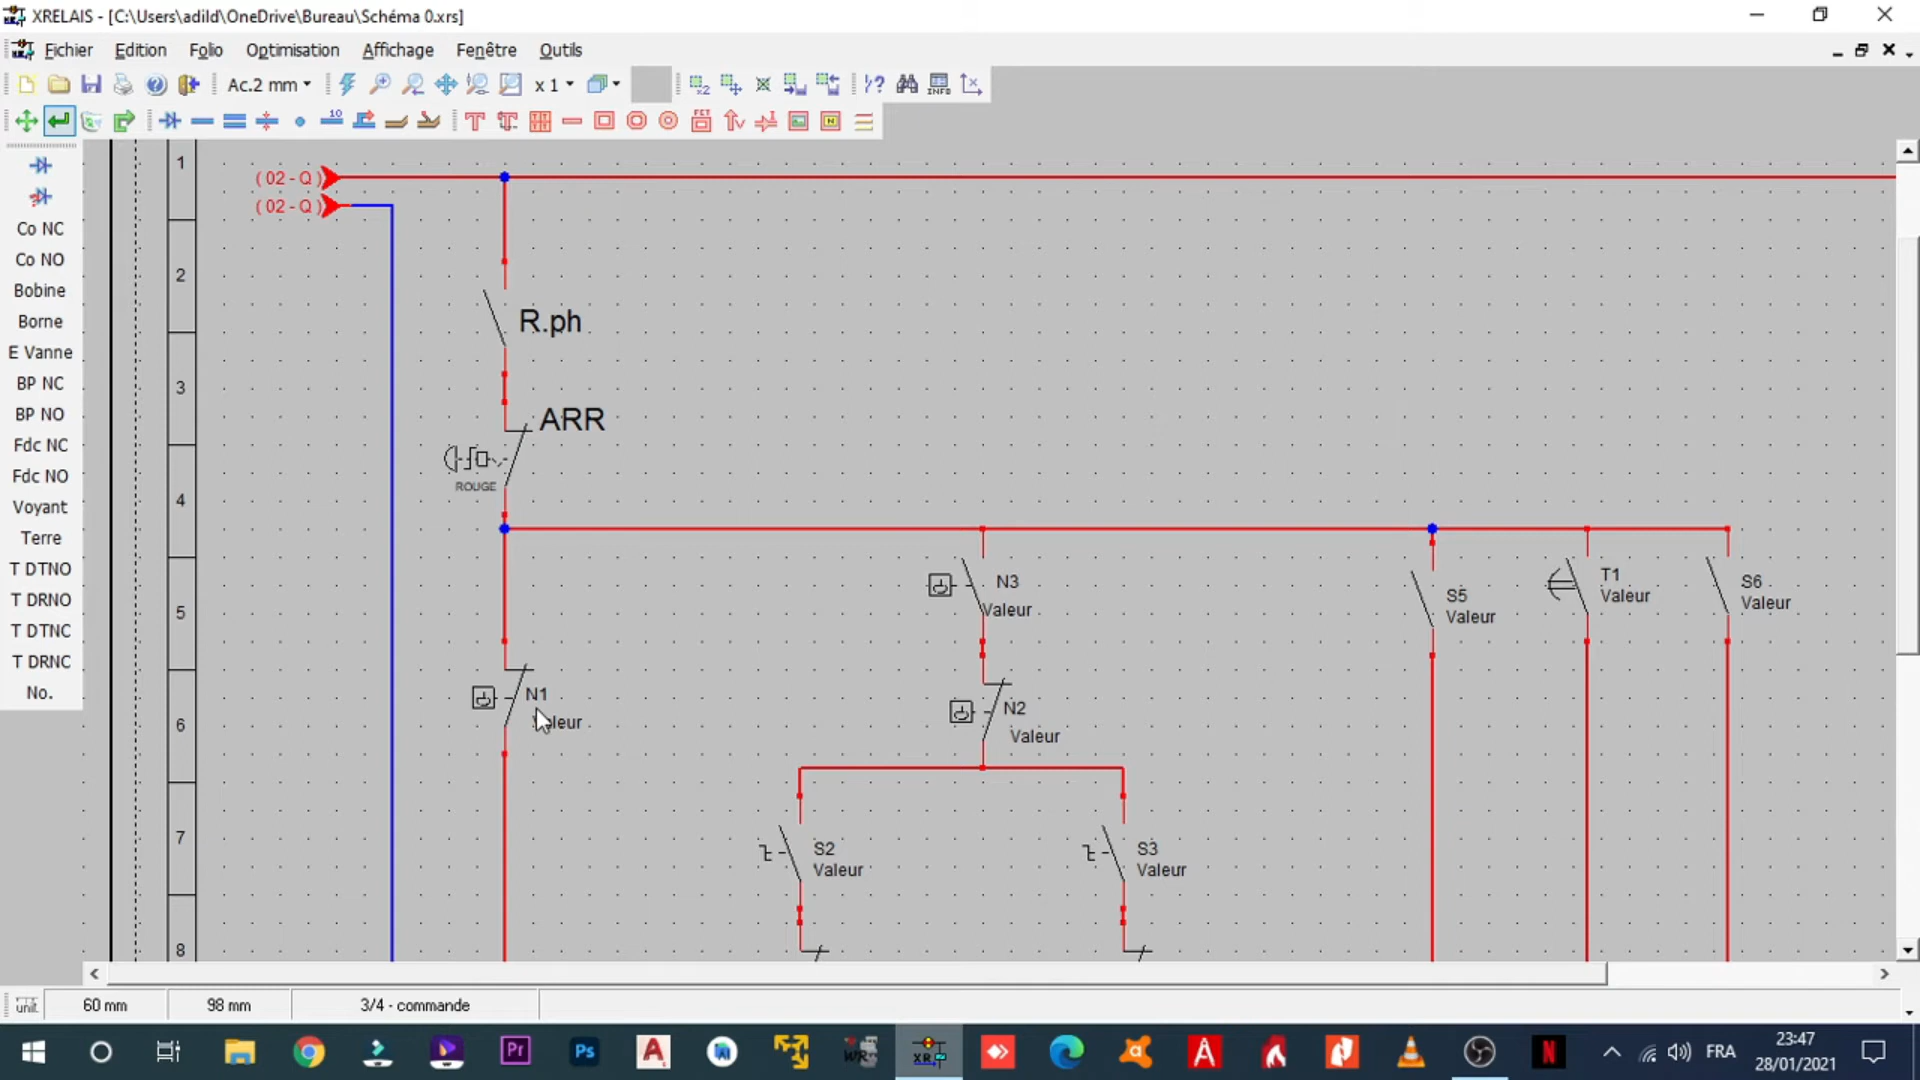 XRELAIS - [C:\Users\adild\OneDrive\Bureau\Schéma 0.xrs]
Fichier Edition Folio Optimisation Affichage Fenêtre Outils
Ac.2 mm x 1
Co NC
Co NO
Bobine
Borne
E Vanne
BP NC
BP NO
Fdc NC
Fdc NO
Voyant
Terre
T DTNO
T DRNO
T DTNC
T DRNC
No.
1
2
3
4
5
6
7
8
( 02 - Q )
( 02 - Q )
R.ph
ARR
ROUGE
N1
N3
Valeur
N2
Valeur
S2
Valeur
S3
Valeur
S5
Valeur
T1
Valeur
S6
Valeur
unit. 60 mm 98 mm 3/4 - commande
FRA
23:47
28/01/2021